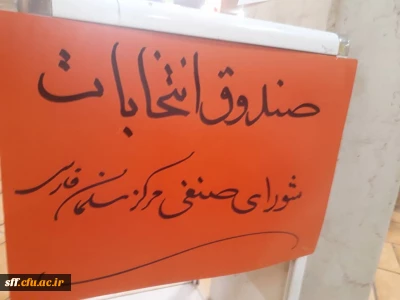 صندوق انتخابات
شورای صنفی مرکز سلمان فارسی
sff.cfu.ac.ir